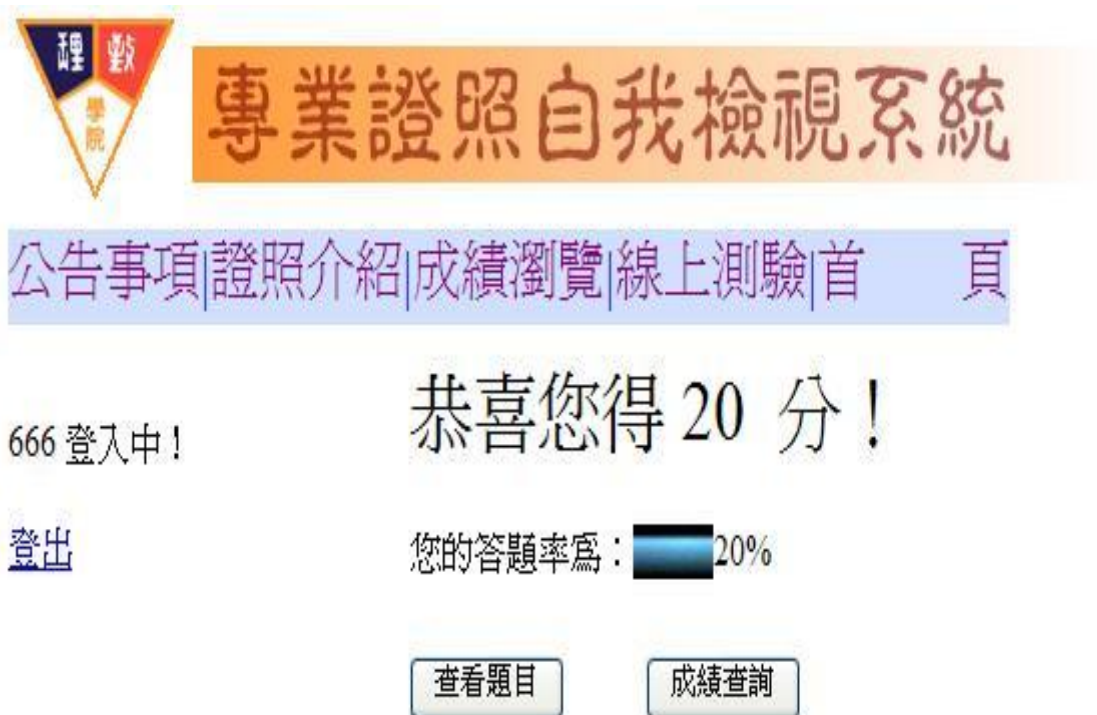 理 數
學
院
專業證照自我檢視系統
公告事項|證照介紹|成績瀏覽|線上測驗|首 頁
恭喜您得 20 分！
666 登入中！
登出
您的答題率為：20%
查看題目 成績查詢